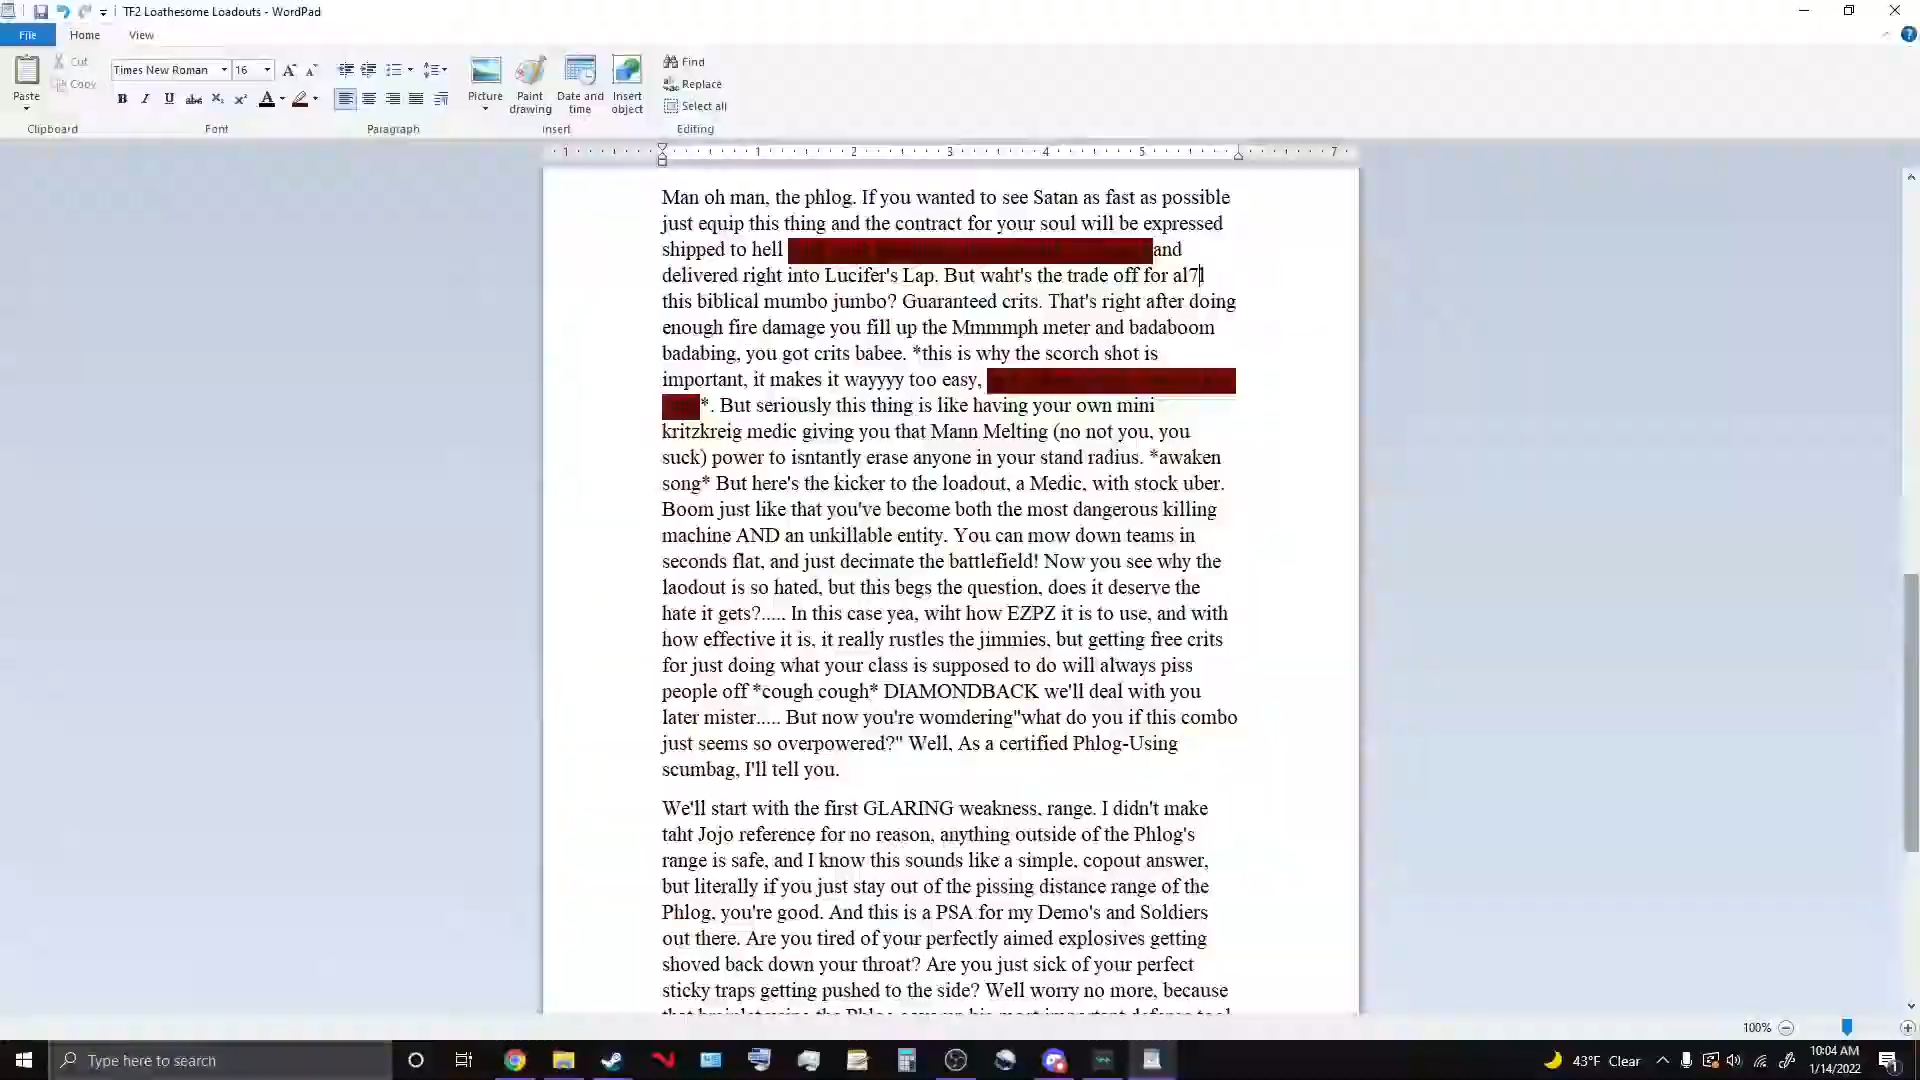 TF2 Loathesome Loadouts - WordPad
File Home View
Paste
Cut
Copy
Clipboard
Times New Roman 16
Font
Paragraph
Picture
Paint drawing
Date and time
Insert object
Insert
Find
Replace
Select all
Editing
1 1 2 3 4 5 7
Man oh man, the phlog. If you wanted to see Satan as fast as possible
just equip this thing and the contract for your soul will be expressed
shipped to hell and
delivered right into Lucifer's Lap. But waht's the trade off for al7l
this biblical mumbo jumbo? Guaranteed crits. That's right after doing
enough fire damage you fill up the Mmmmph meter and badaboom
badabing, you got crits babee. *this is why the scorch shot is
important, it makes it wayyyy too easy,
*. But seriously this thing is like having your own mini
kritzkreig medic giving you that Mann Melting (no not you, you
suck) power to isntantly erase anyone in your stand radius. *awaken
song* But here's the kicker to the loadout, a Medic, with stock uber.
Boom just like that you've become both the most dangerous killing
machine AND an unkillable entity. You can mow down teams in
seconds flat, and just decimate the battlefield! Now you see why the
laodout is so hated, but this begs the question, does it deserve the
hate it gets?..... In this case yea, wiht how EZPZ it is to use, and with
how effective it is, it really rustles the jimmies, but getting free crits
for just doing what your class is supposed to do will always piss
people off *cough cough* DIAMONDBACK we'll deal with you
later mister..... But now you're womdering"what do you if this combo
just seems so overpowered?" Well, As a certified Phlog-Using
scumbag, I'll tell you.
We'll start with the first GLARING weakness, range. I didn't make
taht Jojo reference for no reason, anything outside of the Phlog's
range is safe, and I know this sounds like a simple, copout answer,
but literally if you just stay out of the pissing distance range of the
Phlog, you're good. And this is a PSA for my Demo's and Soldiers
out there. Are you tired of your perfectly aimed explosives getting
shoved back down your throat? Are you just sick of your perfect
sticky traps getting pushed to the side? Well worry no more, because
100%
Type here to search
43°F Clear
10:04 AM
1/14/2022